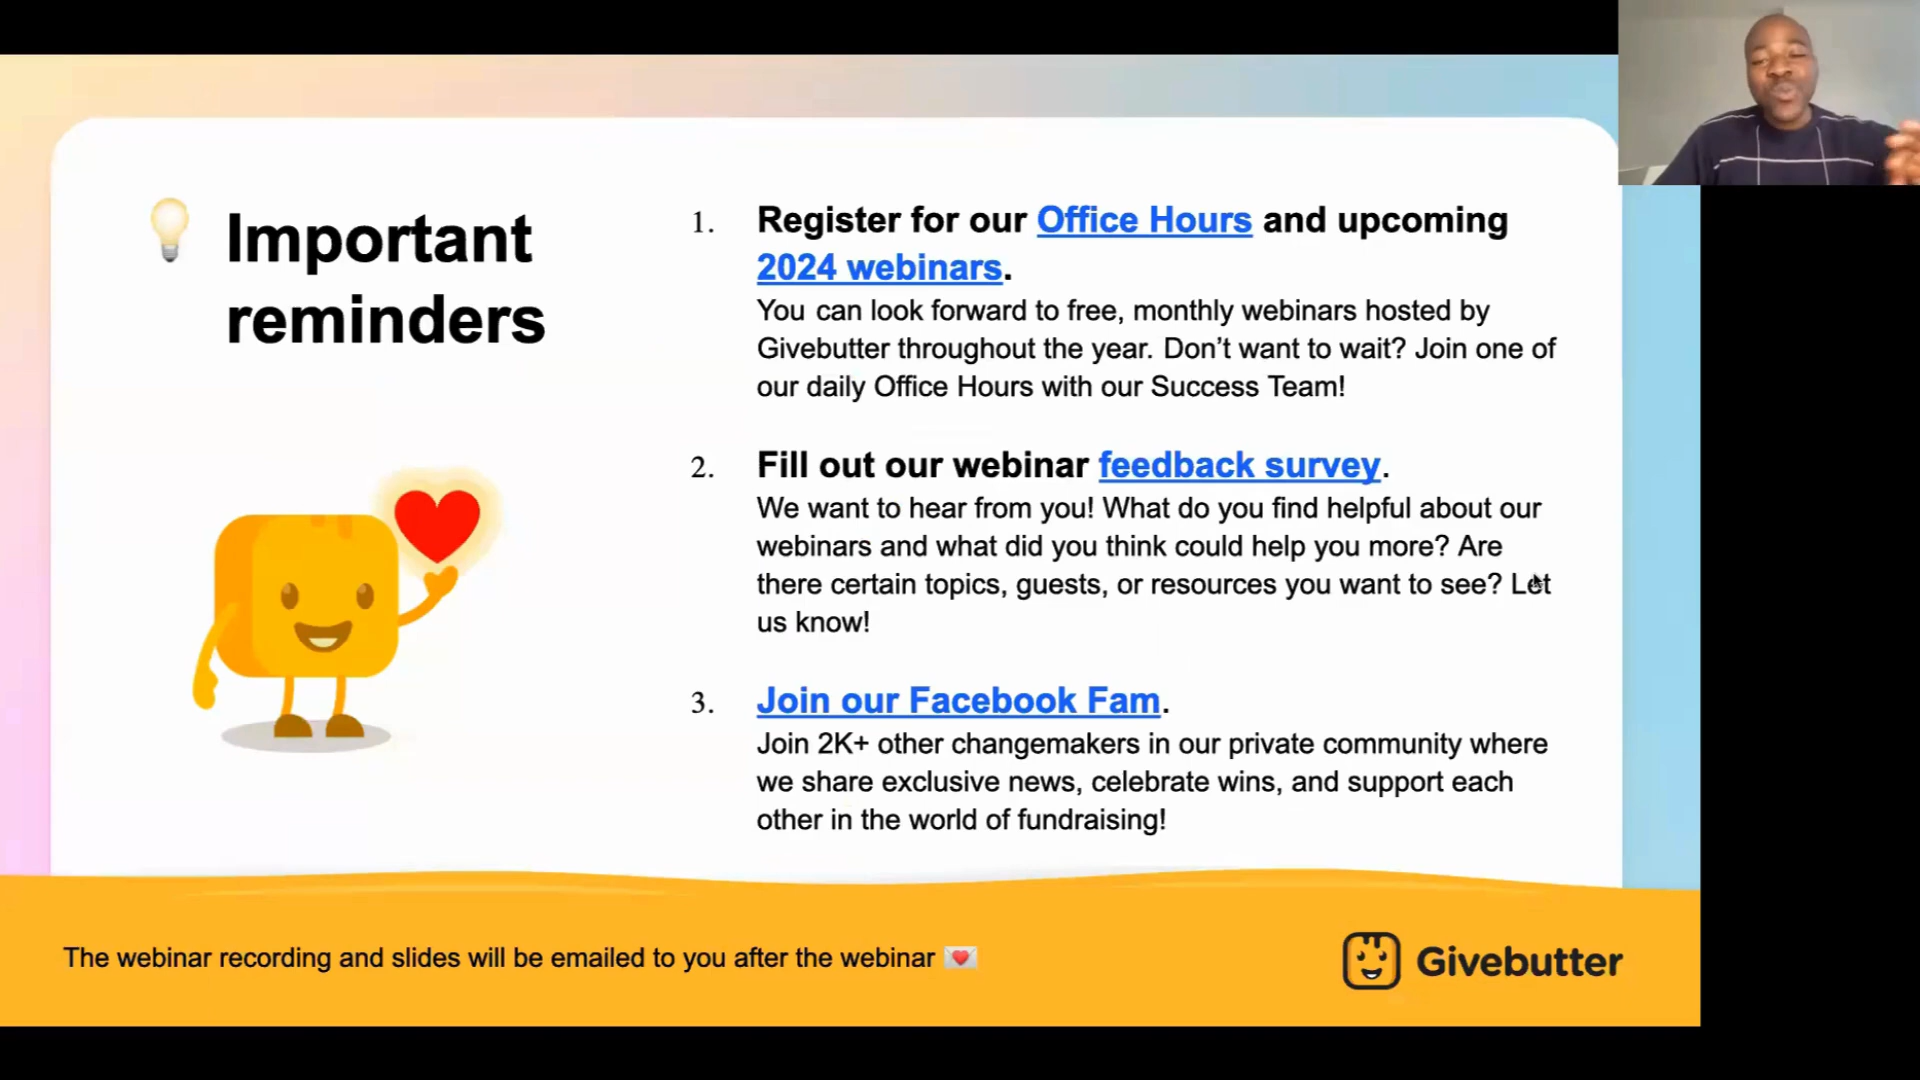 Important
reminders
1. Register for our Office Hours and upcoming
2024 webinars.
You can look forward to free, monthly webinars hosted by
Givebutter throughout the year. Don’t want to wait? Join one of
our daily Office Hours with our Success Team!
2. Fill out our webinar feedback survey.
We want to hear from you! What do you find helpful about our
webinars and what did you think could help you more? Are
there certain topics, guests, or resources you want to see? Let
us know!
3. Join our Facebook Fam.
Join 2K+ other changemakers in our private community where
we share exclusive news, celebrate wins, and support each
other in the world of fundraising!
The webinar recording and slides will be emailed to you after the webinar
Givebutter